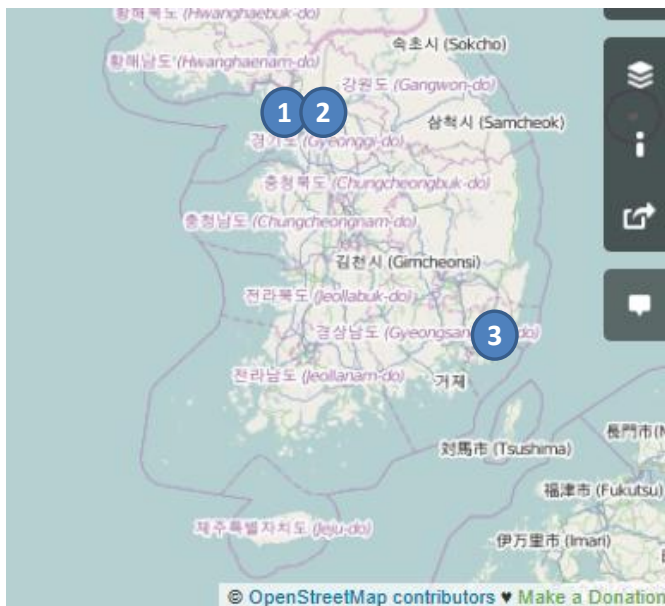 황해북도 (Hwanghaebuk-do)
속초시 (Sokcho)
황해남도 (Hwanghaenam-do)
강원도 (Gangwon-do)
1 2
삼척시 (Samcheok)
경기도 (Gyeonggi-do)
충청북도 (Chungcheongbuk-do)
충청남도 (Chungcheongnam-do)
김천시 (Gimcheonsi)
전라북도 (Jeollabuk-do)
경상남도 (Gyeongsan
3
do)
전라남도 (Jeollanam-do)
거제
長門市(N
対馬市 (Tsushima)
福津市 (Fukutsu)
제주특별자치도 (Jeju-do)
伊万里市 (Imari)
© OpenStreetMap contributors ♥ Make a Donation